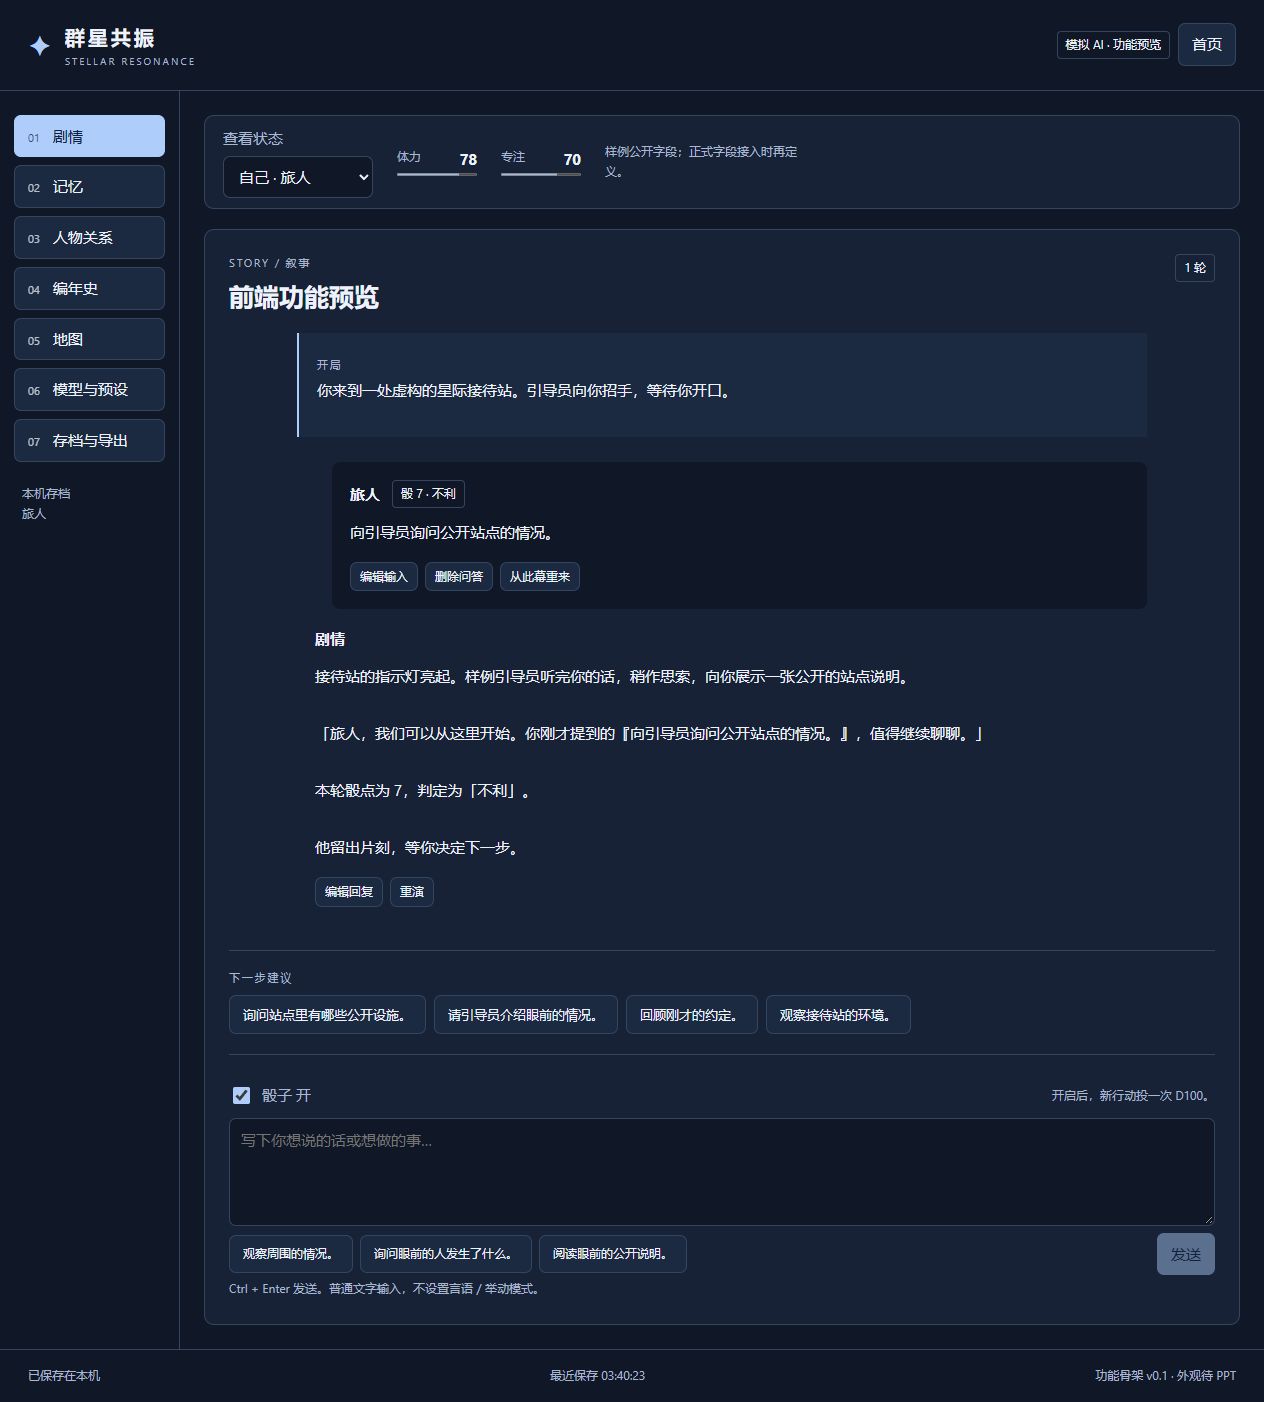 群星共振
STELLAR RESONANCE
模拟 AI · 功能预览
首页
01 剧情
02 记忆
03 人物关系
04 编年史
05 地图
06 模型与预设
07 存档与导出
本机存档
旅人
查看状态
自己 · 旅人
体力 78
专注 70
样例公开字段；正式字段接入时再定
义。
STORY / 叙事
1 轮
前端功能预览
开局
你来到一处虚构的星际接待站。引导员向你招手，等待你开口。
旅人 骰 7 · 不利
向引导员询问公开站点的情况。
编辑输入 删除问答 从此幕重来
剧情
接待站的指示灯亮起。样例引导员听完你的话，稍作思索，向你展示一张公开的站点说明。
「旅人，我们可以从这里开始。你刚才提到的『向引导员询问公开站点的情况。』，值得继续聊聊。」
本轮骰点为 7，判定为「不利」。
他留出片刻，等你决定下一步。
编辑回复 重演
下一步建议
询问站点里有哪些公开设施。 请引导员介绍眼前的情况。 回顾刚才的约定。 观察接待站的环境。
骰子 开
开启后，新行动投一次 D100。
写下你想说的话或想做的事…
观察周围的情况。 询问眼前的人发生了什么。 阅读眼前的公开说明。
发送
Ctrl + Enter 发送。普通文字输入，不设置言语 / 举动模式。
已保存在本机
最近保存 03:40:23
功能骨架 v0.1 · 外观待 PPT